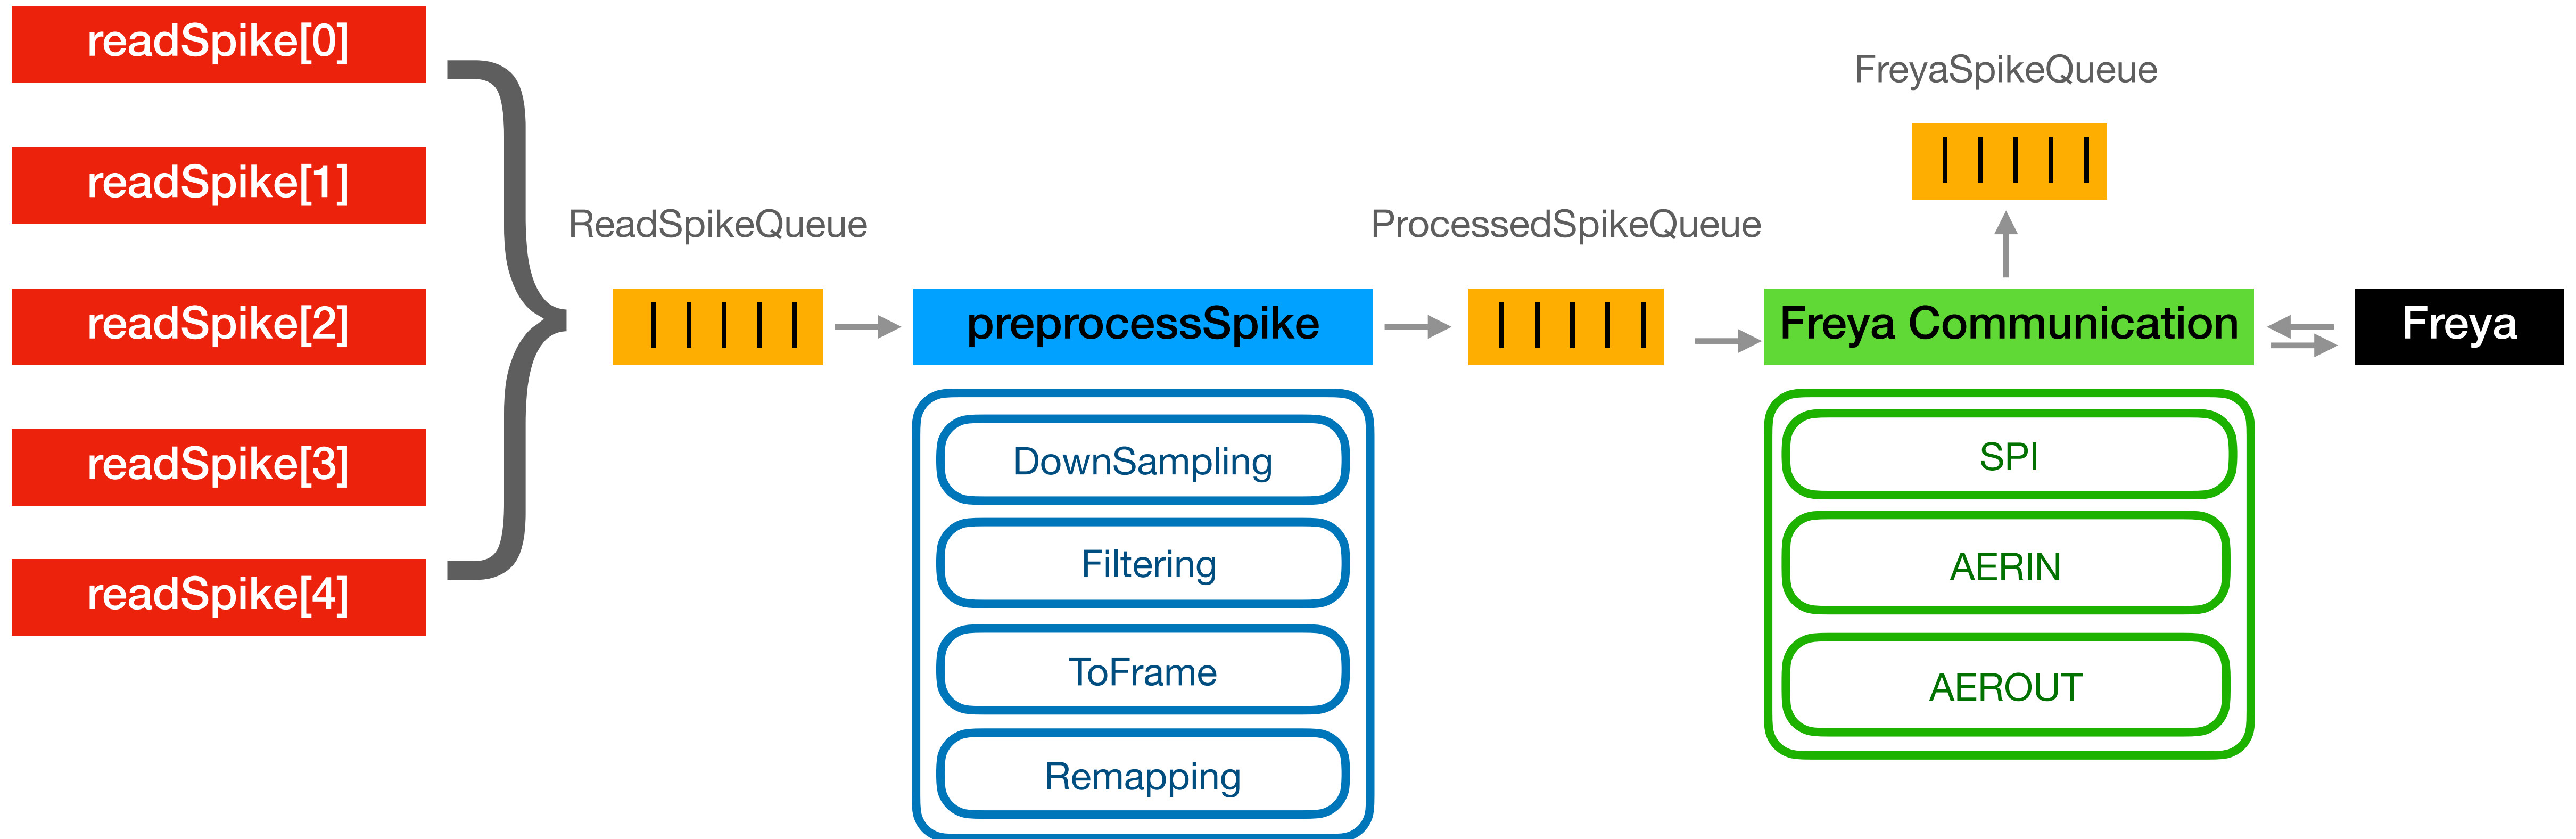 readSpike[0]
readSpike[1]
readSpike[2]
readSpike[3]
readSpike[4]
ReadSpikeQueue
preprocessSpike
DownSampling
Filtering
ToFrame
Remapping
ProcessedSpikeQueue
FreyaSpikeQueue
Freya Communication
SPI
AERIN
AEROUT
Freya